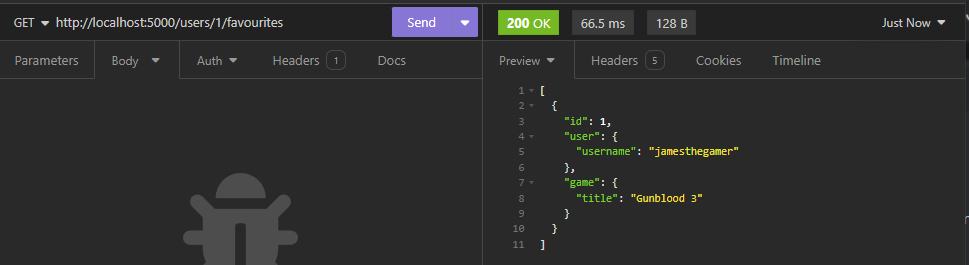 GET http://localhost:5000/users/1/favourites Send 200 OK 66.5 ms 128 B Just Now
Parameters Body Auth Headers 1 Docs Preview Headers 5 Cookies Timeline
1 [
2 {
3 "id": 1,
4 "user": {
5 "username": "jamesthegamer"
6 },
7 "game": {
8 "title": "Gunblood 3"
9 }
10 }
11 ]